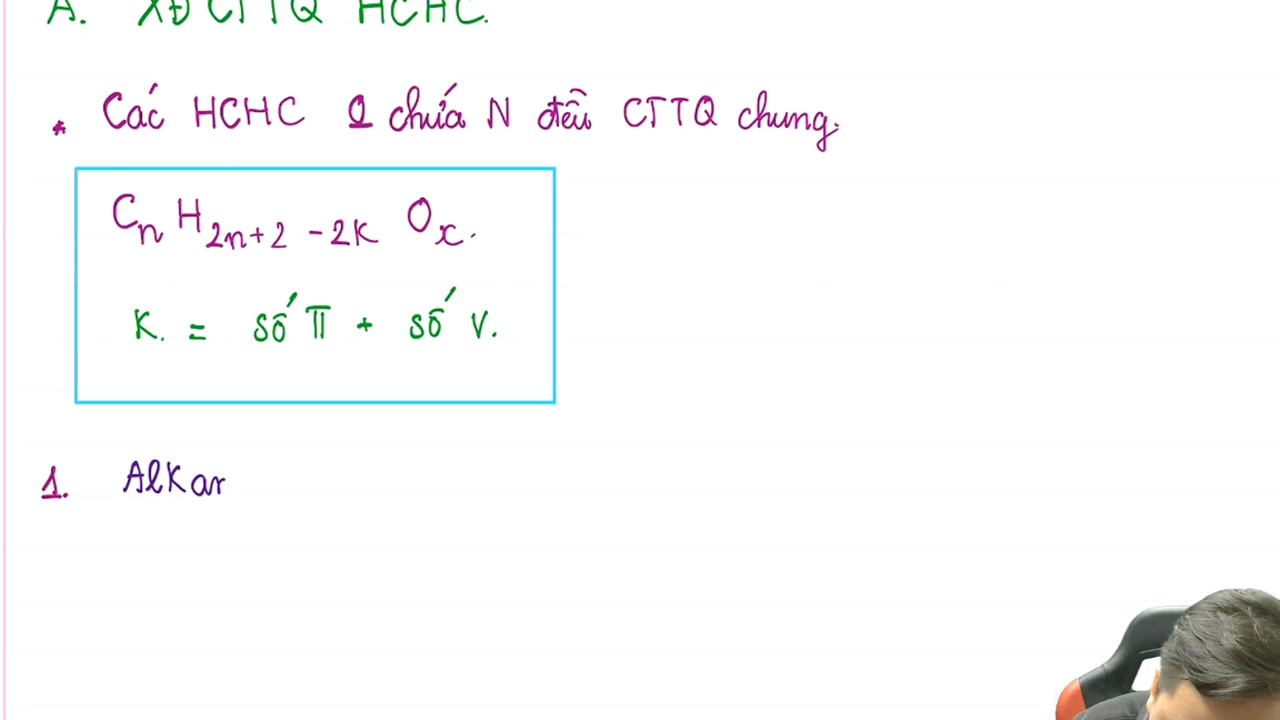 A. XĐ CTTQ HCHC.
* Các HCHC chứa N đều CTTQ chung.
CnH2n+2-2K Ox.
K. = số π + số V.
1. Alkan